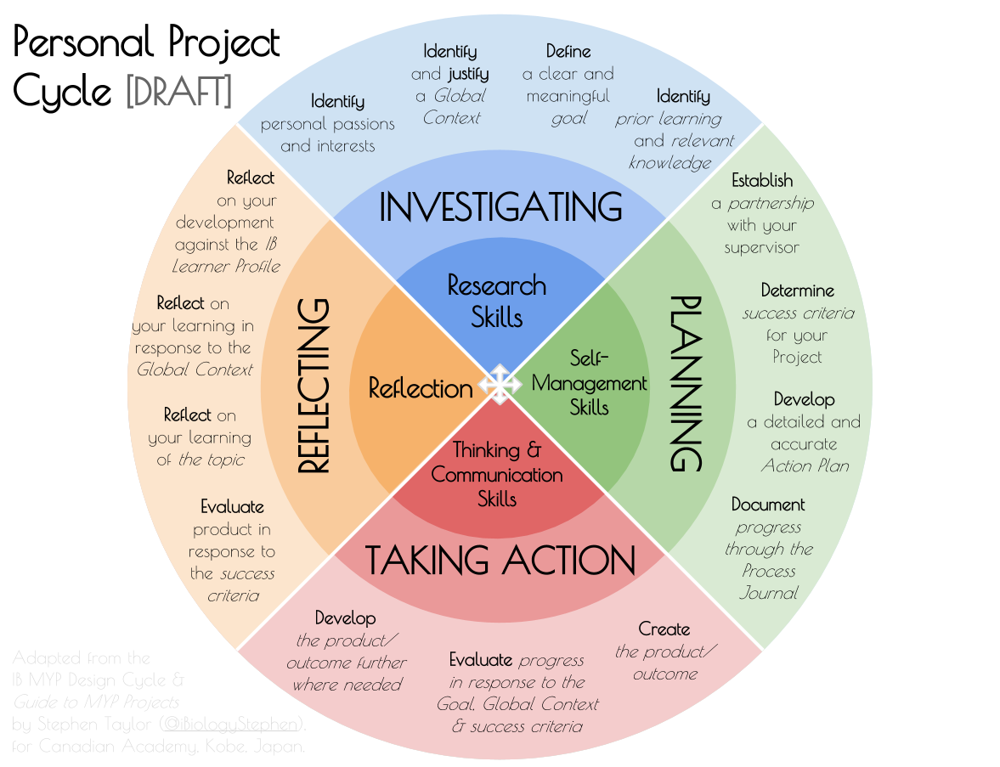 Personal Project
Cycle [DRAFT]
Identify
personal passions
and interests
Identify
and justify
a Global
Context
Define
a clear and
meaningful
goal
Identify
prior learning
and relevant
knowledge
INVESTIGATING
Research
Skills
Establish
a partnership
with your
supervisor
Determine
success criteria
for your
Project
Develop
a detailed and
accurate
Action Plan
Document
progress
through the
Process
Journal
PLANNING
Self-
Management
Skills
Create
the product/
outcome
Evaluate progress
in response to the
Goal, Global Context
& success criteria
Develop
the product/
outcome further
where needed
TAKING ACTION
Thinking &
Communication
Skills
Evaluate
product in
response to
the success
criteria
Reflect on
your learning
of the topic
Reflect on
your learning in
response to the
Global Context
Reflect
on your
development
against the IB
Learner Profile
REFLECTING
Reflection
Adapted from the
IB MYP Design Cycle &
Guide to MYP Projects
by Stephen Taylor (@iBiologyStephen),
for Canadian Academy, Kobe, Japan.